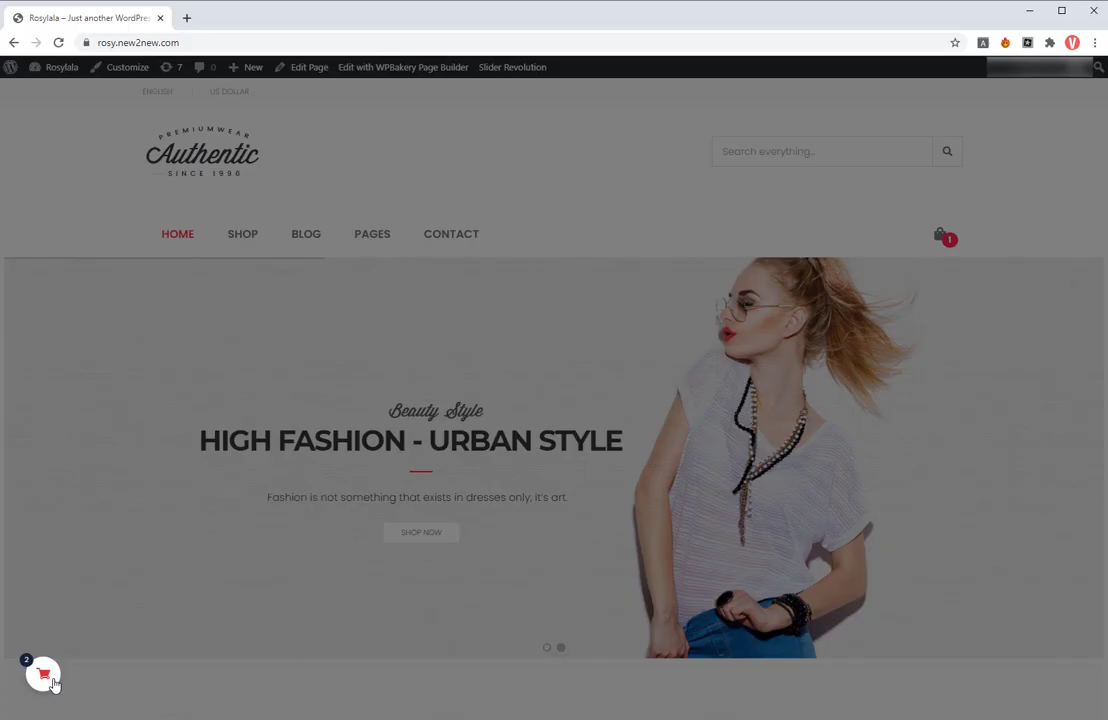 Rosylala – Just another WordPres
rosy.new2new.com
Rosylala Customize 7 0 New Edit Page Edit with WPBakery Page Builder Slider Revolution
ENGLISH US DOLLAR
PREMIUMWEAR
Authentic
SINCE 1996
Search everything...
HOME SHOP BLOG PAGES CONTACT 1
Beauty Style
HIGH FASHION - URBAN STYLE
Fashion is not something that exists in dresses only, it's art.
SHOP NOW
2